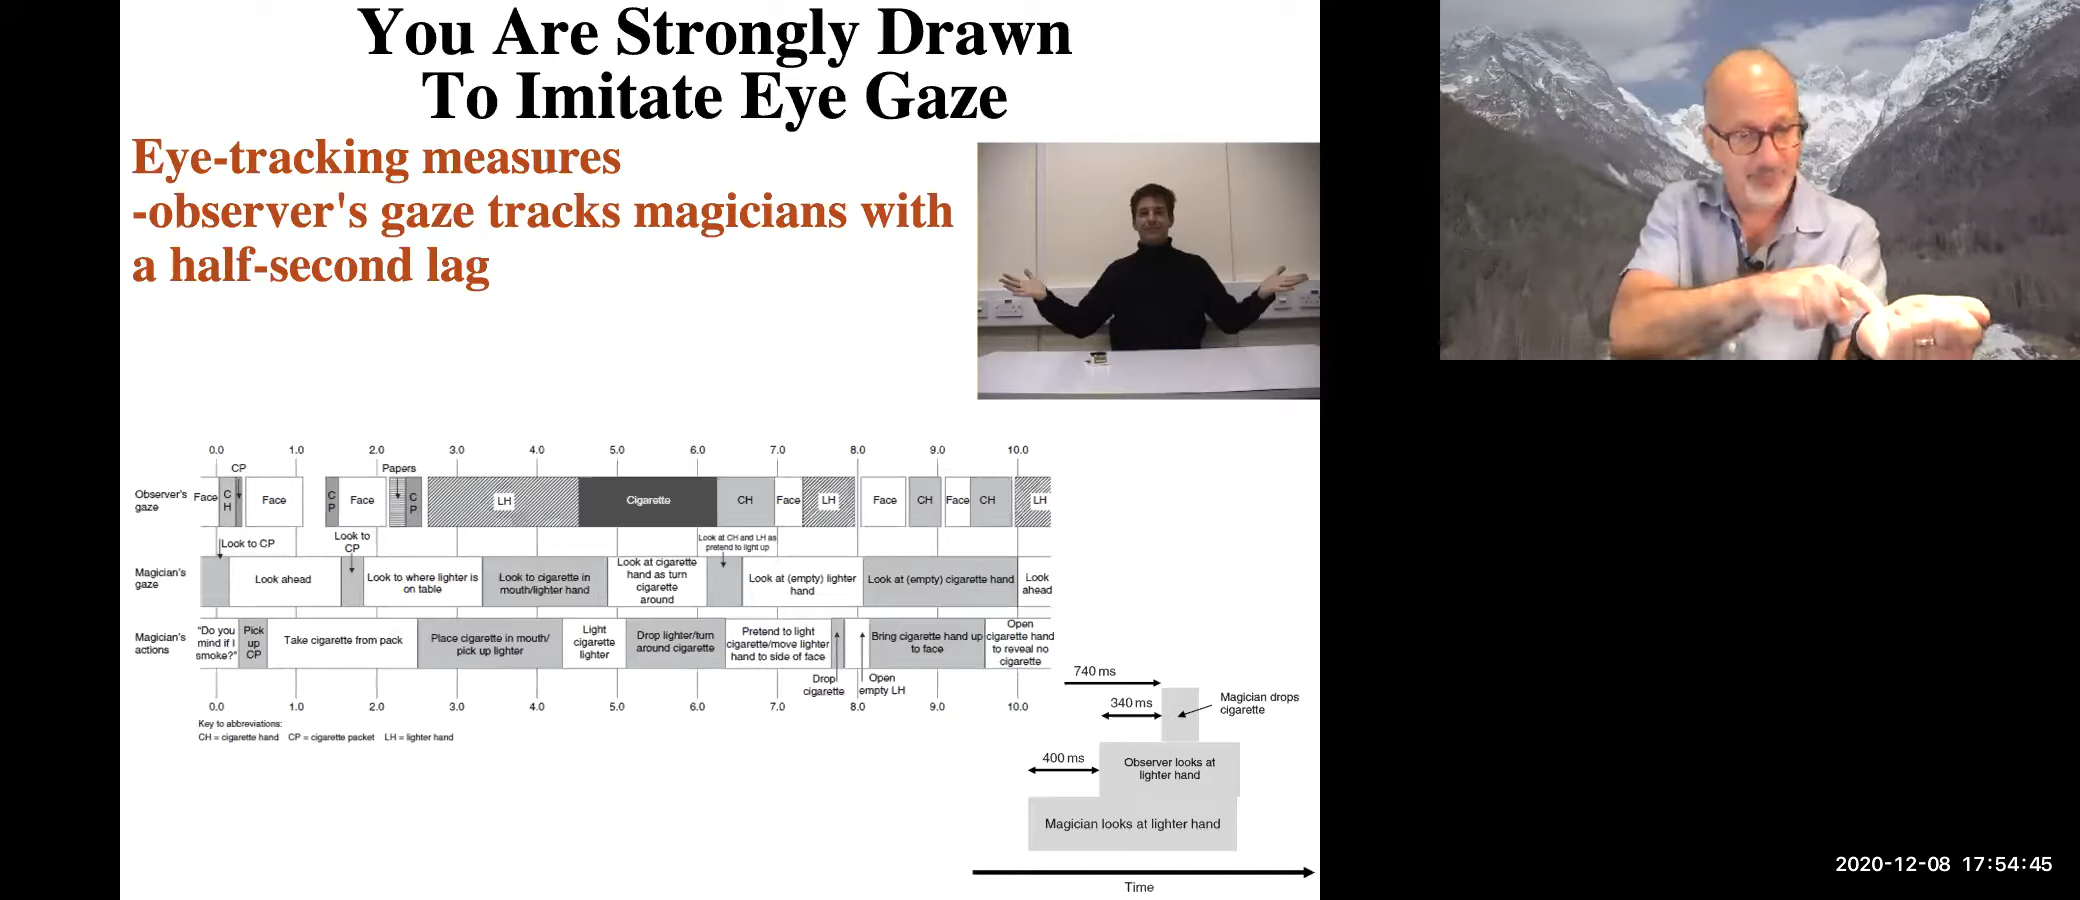 You Are Strongly Drawn
To Imitate Eye Gaze
Eye-tracking measures
-observer's gaze tracks magicians with
a half-second lag
0.0 1.0 2.0 3.0 4.0 5.0 6.0 7.0 8.0 9.0 10.0
CP
Papers
Observer's
gaze
Face
C
H
Face
C
P
Face
C
P
LH
Cigarette
CH
Face
LH
Face
CH
Face
CH
LH
Look to CP
Look to
CP
Look at CH and LH as
pretend to light up
Magician's
gaze
Look ahead
Look to where lighter is
on table
Look to cigarette in
mouth/lighter hand
Look at cigarette
hand as turn
cigarette
around
Look at (empty) lighter
hand
Look at (empty) cigarette hand
Look
ahead
Magician's
actions
"Do you
mind if I
smoke?"
Pick
up
CP
Take cigarette from pack
Place cigarette in mouth/
pick up lighter
Light
cigarette
lighter
Drop lighter/turn
around cigarette
Pretend to light
cigarette/move lighter
hand to side of face
Bring cigarette hand up
to face
Open
cigarette hand
to reveal no
cigarette
Drop
cigarette
Open
empty LH
0.0 1.0 2.0 3.0 4.0 5.0 6.0 7.0 8.0 9.0 10.0
Key to abbreviations:
CH = cigarette hand CP = cigarette packet LH = lighter hand
740 ms
340 ms
Magician drops
cigarette
400 ms
Observer looks at
lighter hand
Magician looks at lighter hand
Time
2020-12-08 17:54:45